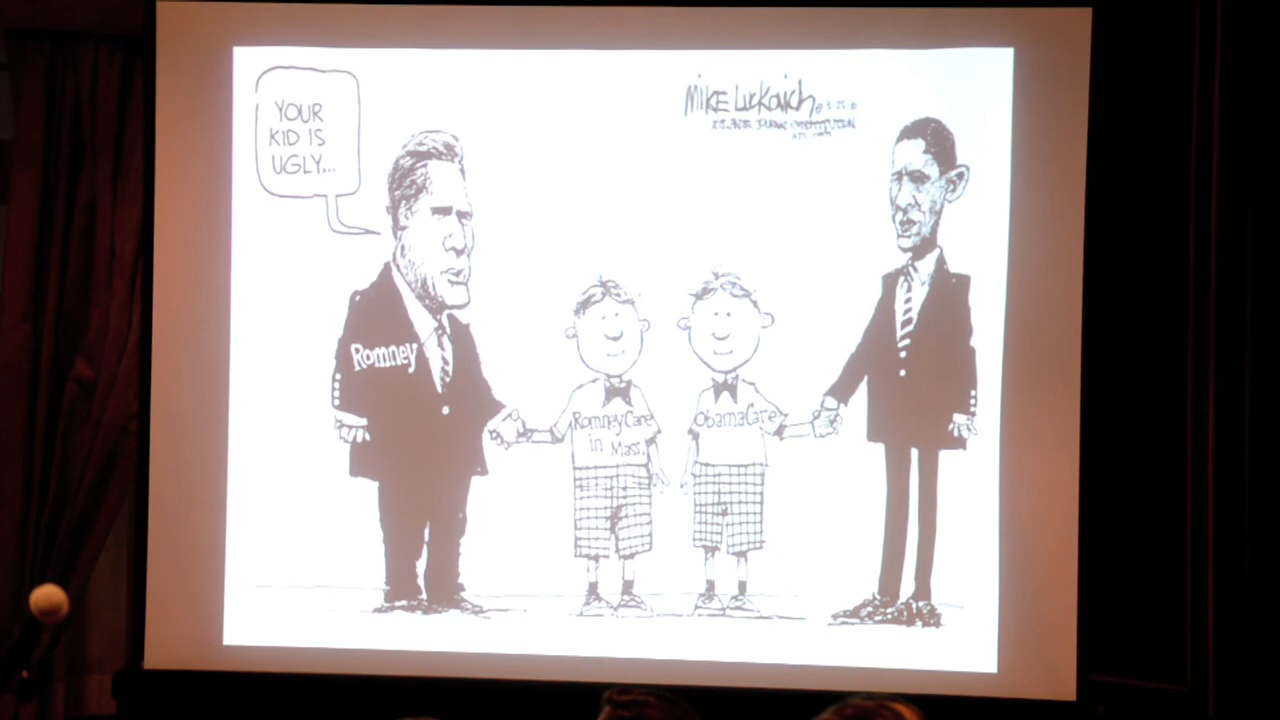 YOUR
KID IS
UGLY...
MIKE LUCKOVICH
Romney
RomneyCare
in Mass.
ObamaCare